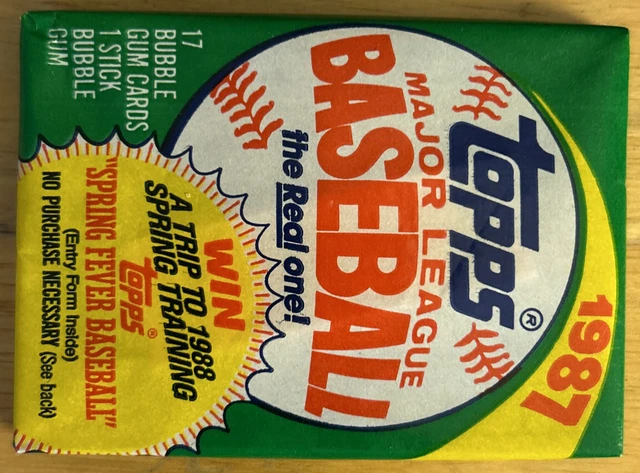 1987
topps®
MAJOR LEAGUE
BASEBALL
the Real one!
17
BUBBLE
GUM CARDS
1 STICK
BUBBLE
GUM
WIN
A TRIP TO 1988
SPRING TRAINING
topps®
"SPRING FEVER BASEBALL"
(Entry Form Inside)
NO PURCHASE NECESSARY (See back)